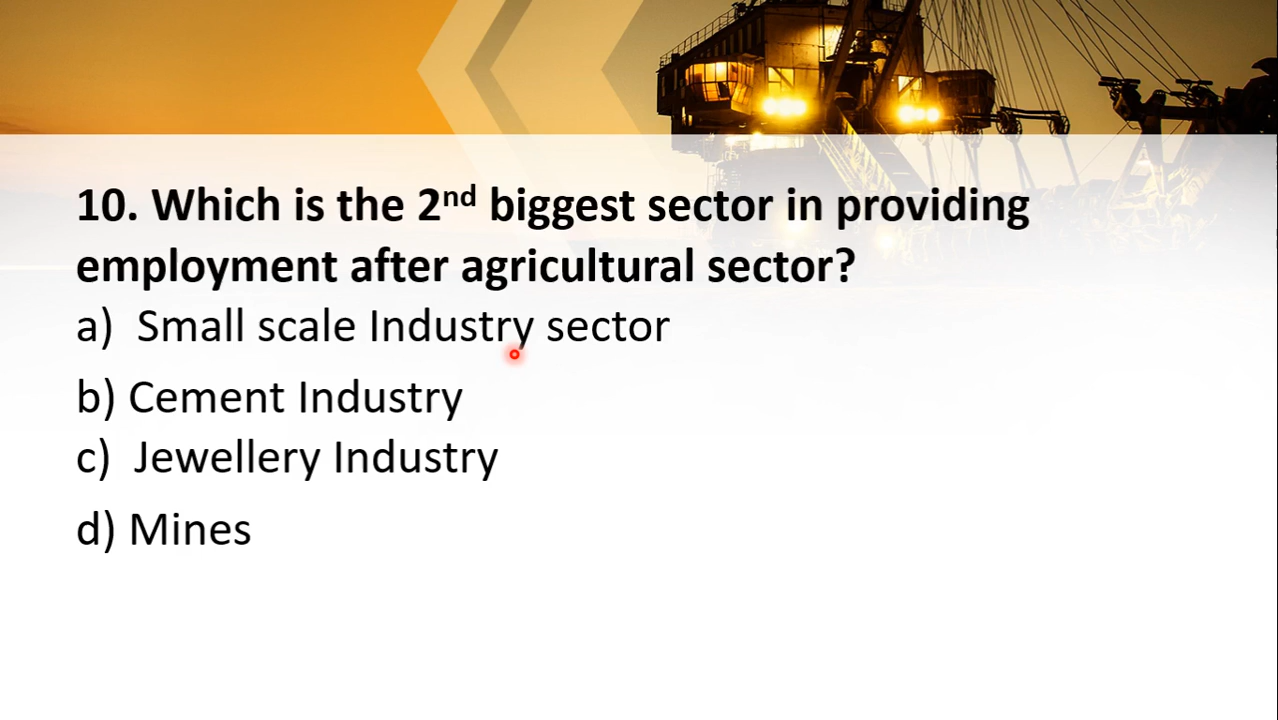 10. Which is the 2nd biggest sector in providing
employment after agricultural sector?
a) Small scale Industry sector
b) Cement Industry
c) Jewellery Industry
d) Mines